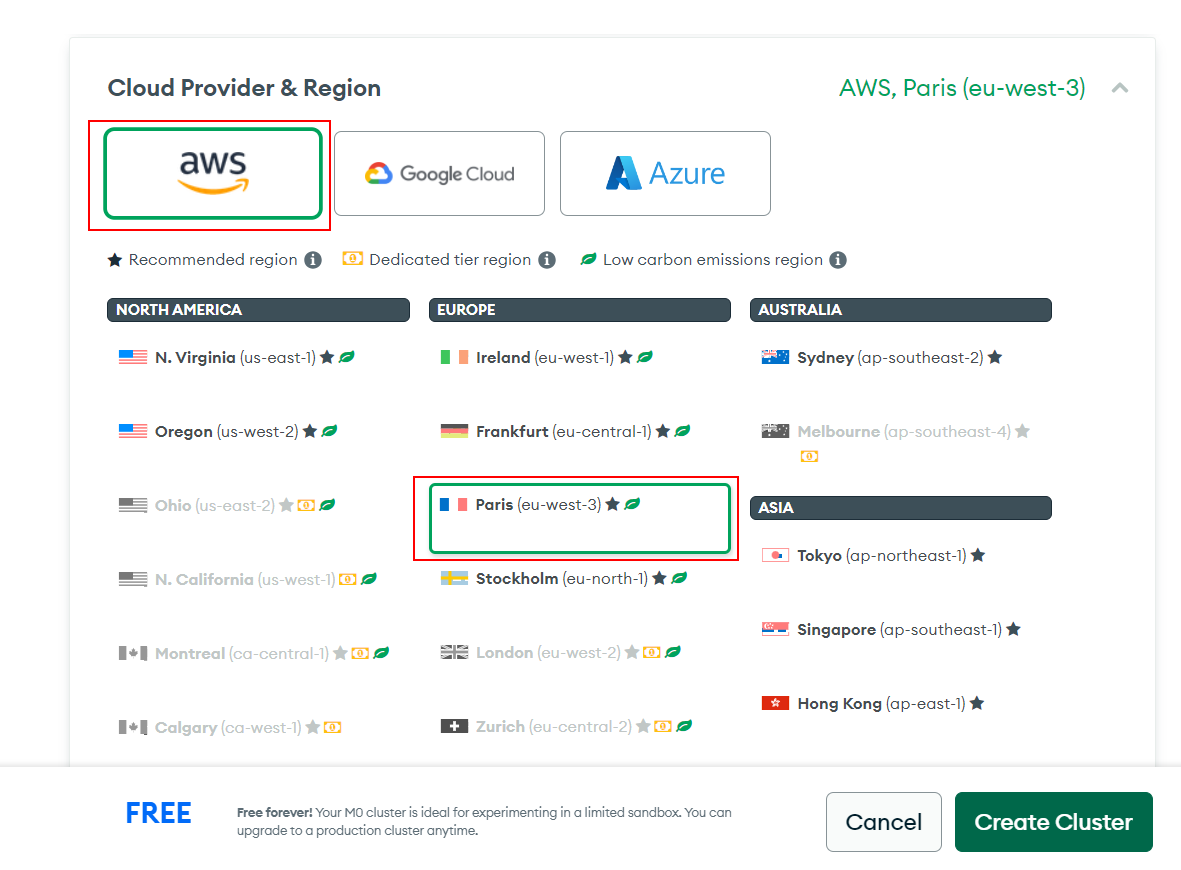 Cloud Provider & Region
AWS, Paris (eu-west-3)
aws
Google Cloud
Azure
Recommended region
Dedicated tier region
Low carbon emissions region
NORTH AMERICA
N. Virginia (us-east-1)
Oregon (us-west-2)
Ohio (us-east-2)
N. California (us-west-1)
Montreal (ca-central-1)
Calgary (ca-west-1)
EUROPE
Ireland (eu-west-1)
Frankfurt (eu-central-1)
Paris (eu-west-3)
Stockholm (eu-north-1)
London (eu-west-2)
Zurich (eu-central-2)
AUSTRALIA
Sydney (ap-southeast-2)
Melbourne (ap-southeast-4)
ASIA
Tokyo (ap-northeast-1)
Singapore (ap-southeast-1)
Hong Kong (ap-east-1)
FREE
Free forever! Your M0 cluster is ideal for experimenting in a limited sandbox. You can
upgrade to a production cluster anytime.
Cancel
Create Cluster